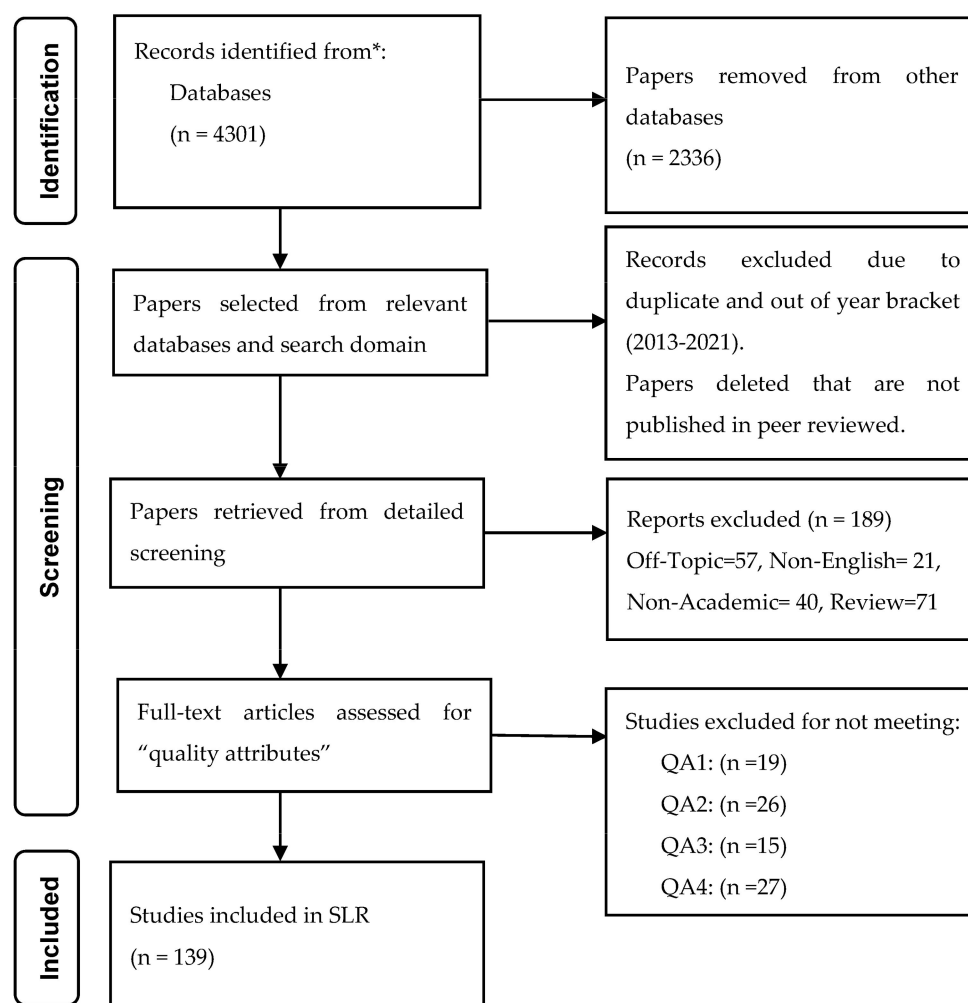 Identification
Records identified from*:
Databases
(n = 4301)
Papers removed from other
databases
(n = 2336)
Screening
Papers selected from relevant
databases and search domain
Records excluded due to
duplicate and out of year bracket
(2013-2021).
Papers deleted that are not
published in peer reviewed.
Papers retrieved from detailed
screening
Reports excluded (n = 189)
Off-Topic=57, Non-English= 21,
Non-Academic= 40, Review=71
Full-text articles assessed for
“quality attributes”
Studies excluded for not meeting:
QA1: (n =19)
QA2: (n =26)
QA3: (n =15)
QA4: (n =27)
Included
Studies included in SLR
(n = 139)